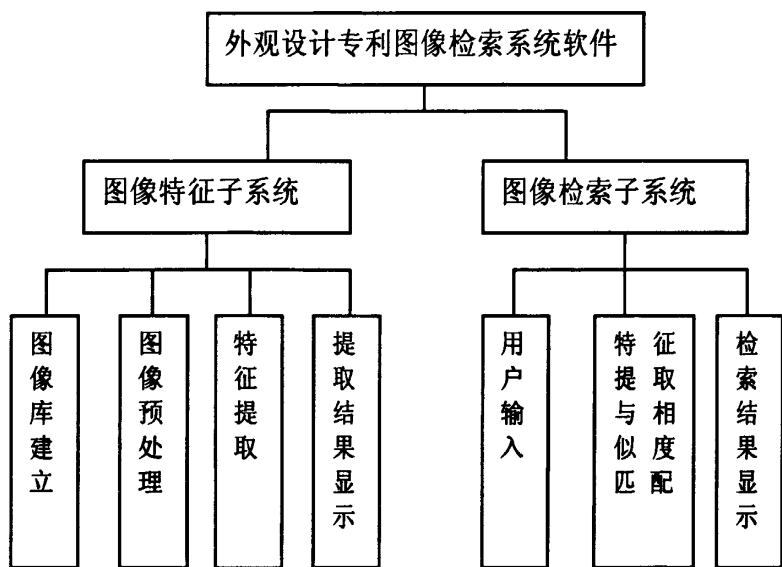 外观设计专利图像检索系统软件
图像特征子系统
图像检索子系统
图像库建立
图像预处理
特征提取
提取结果显示
用户输入
特征提取与相似度匹配
检索结果显示